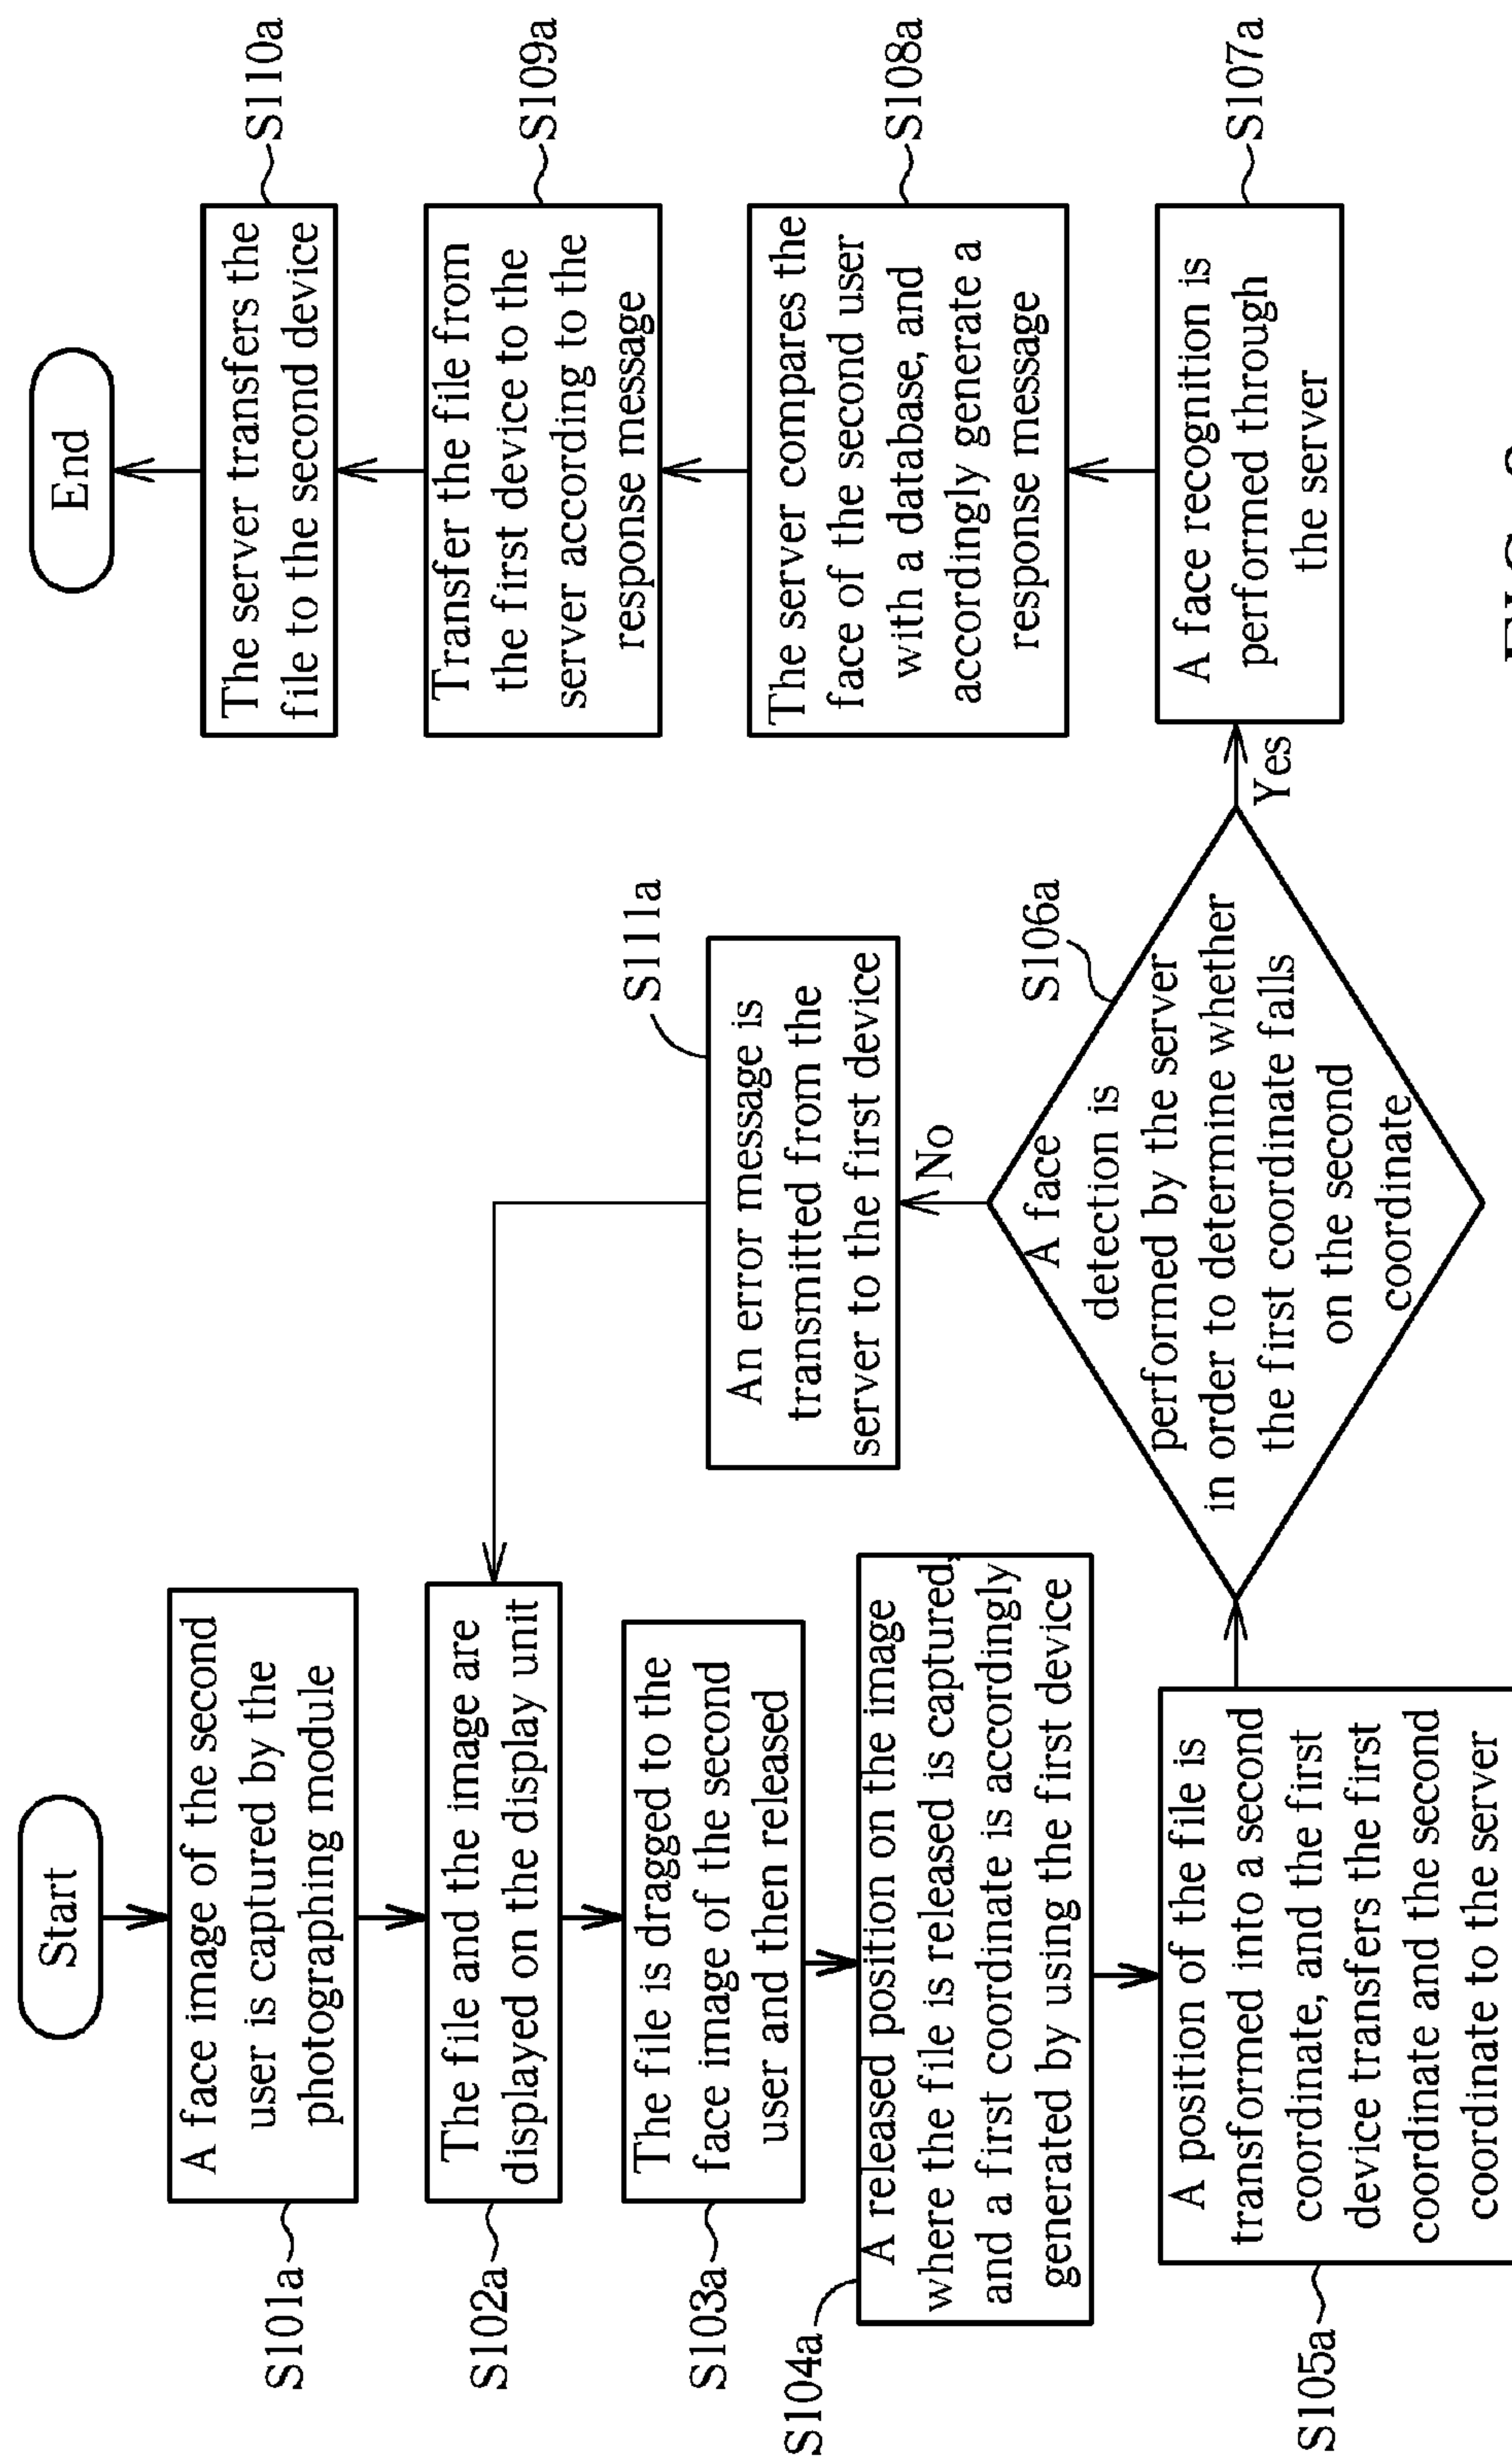 Start
S101a
A face image of the second
user is captured by the
photographing module
S102a
The file and the image are
displayed on the display unit
S103a
The file is dragged to the
face image of the second
user and then released
S104a
A released position on the image
where the file is released is captured,
and a first coordinate is accordingly
generated by using the first device
S105a
A position of the file is
transformed into a second
coordinate, and the first
device transfers the first
coordinate and the second
coordinate to the server
S106a
A face
detection is
performed by the server
in order to determine whether
the first coordinate falls
on the second
coordinate
No
S111a
An error message is
transmitted from the
server to the first device
Yes
S107a
A face recognition is
performed through
the server
S108a
The server compares the
face of the second user
with a database, and
accordingly generate a
response message
S109a
Transfer the file from
the first device to the
server according to the
response message
S110a
The server transfers the
file to the second device
End